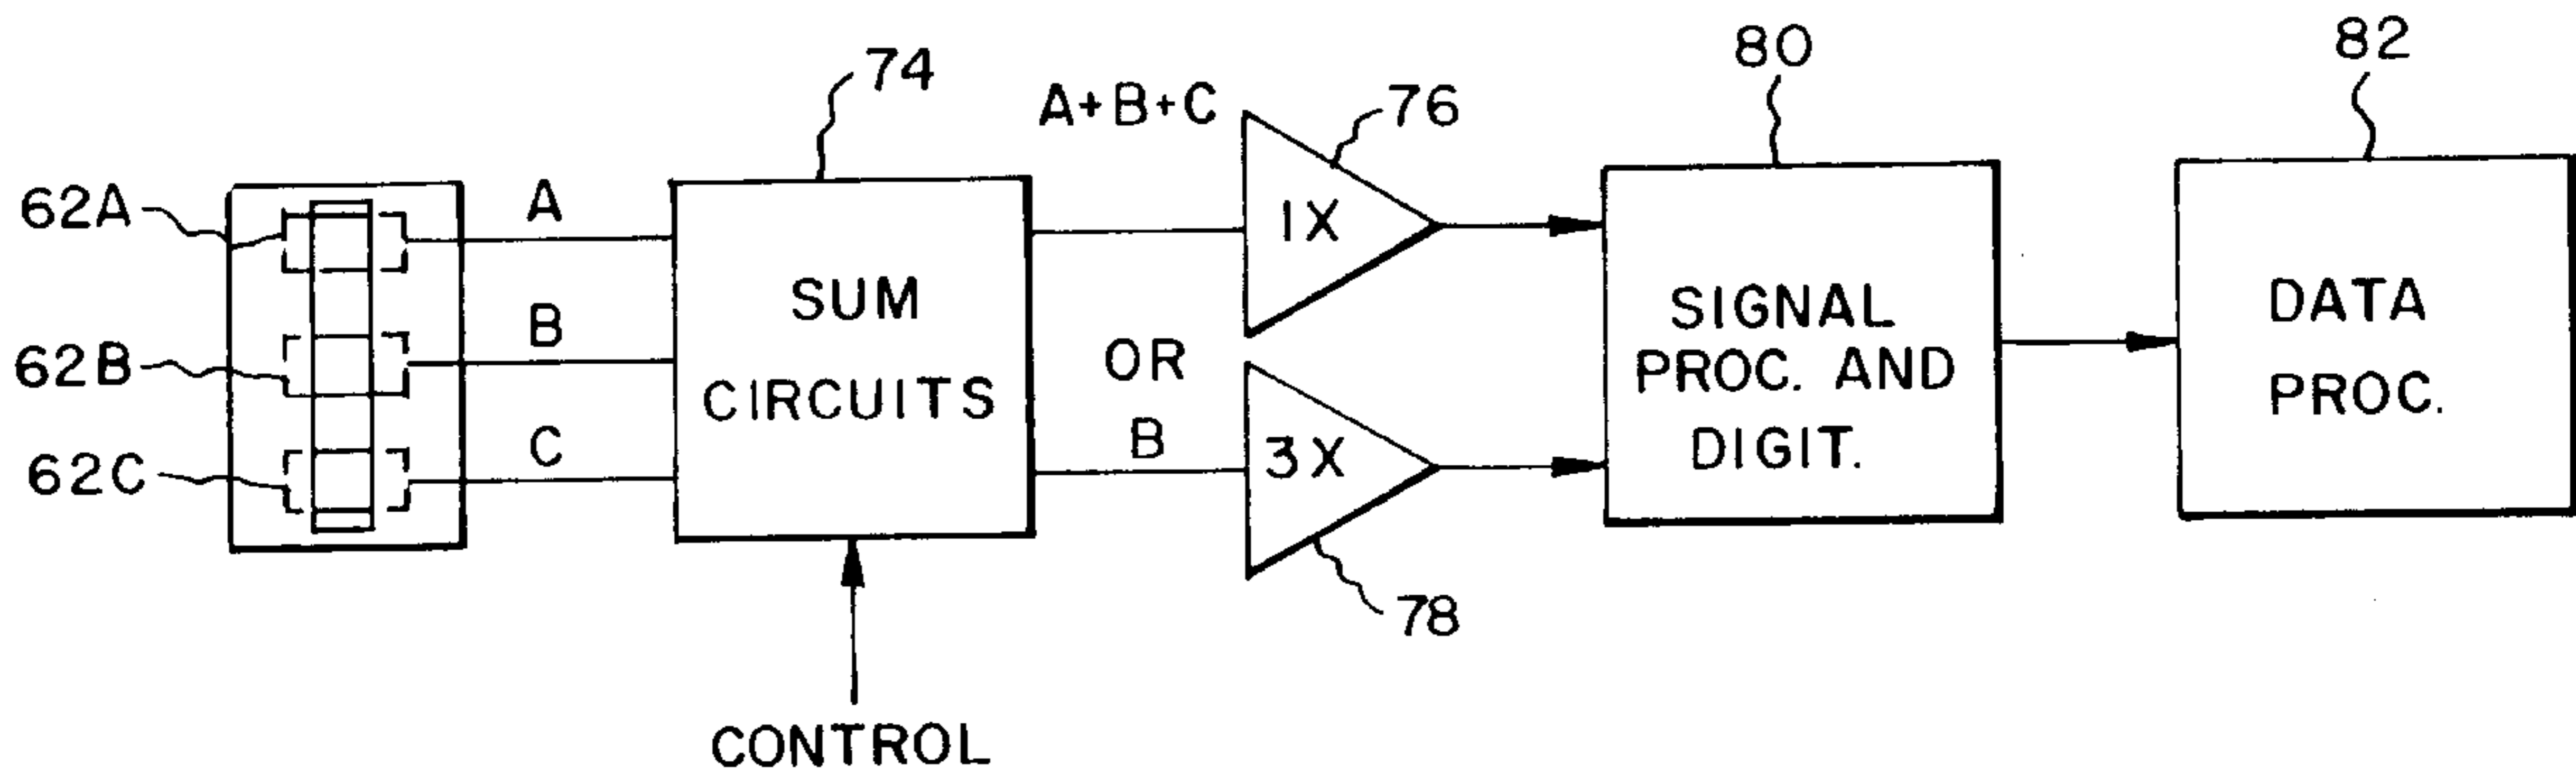 74
A+B+C
76
80
82
62A
A
1X
SUM
CIRCUITS
SIGNAL
PROC. AND
DIGIT.
DATA
PROC.
62B
B
OR
B
3X
62C
C
78
CONTROL